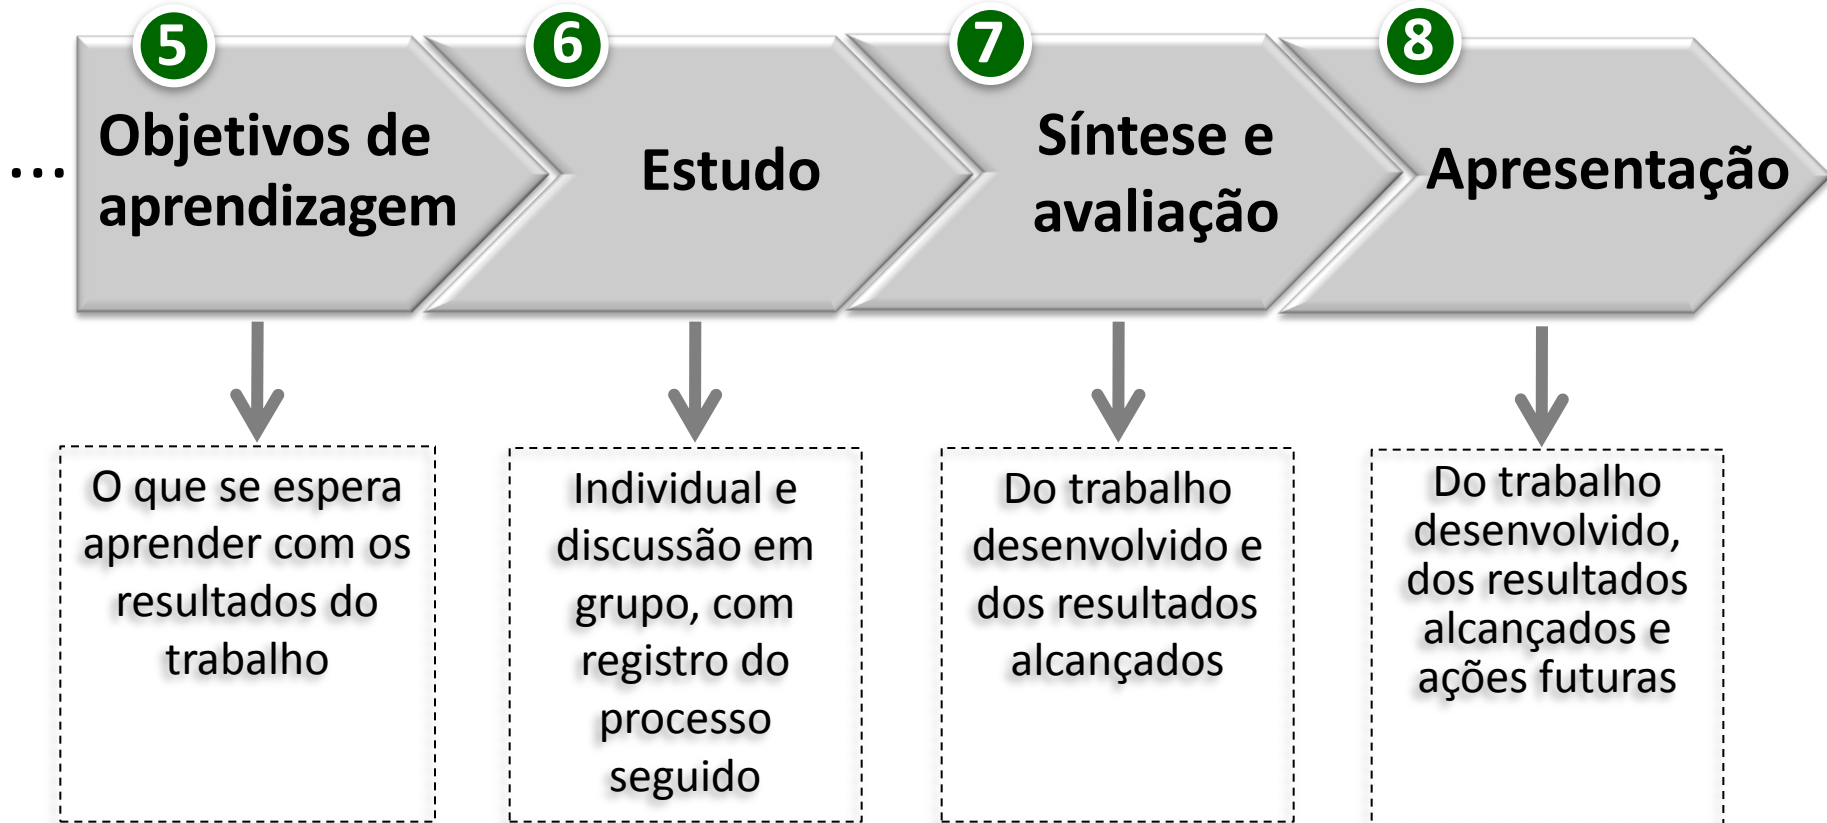 ...
5
Objetivos de
aprendizagem
6
Estudo
7
Síntese e
avaliação
8
Apresentação
O que se espera
aprender com os
resultados do
trabalho
Individual e
discussão em
grupo, com
registro do
processo
seguido
Do trabalho
desenvolvido e
dos resultados
alcançados
Do trabalho
desenvolvido,
dos resultados
alcançados e
ações futuras